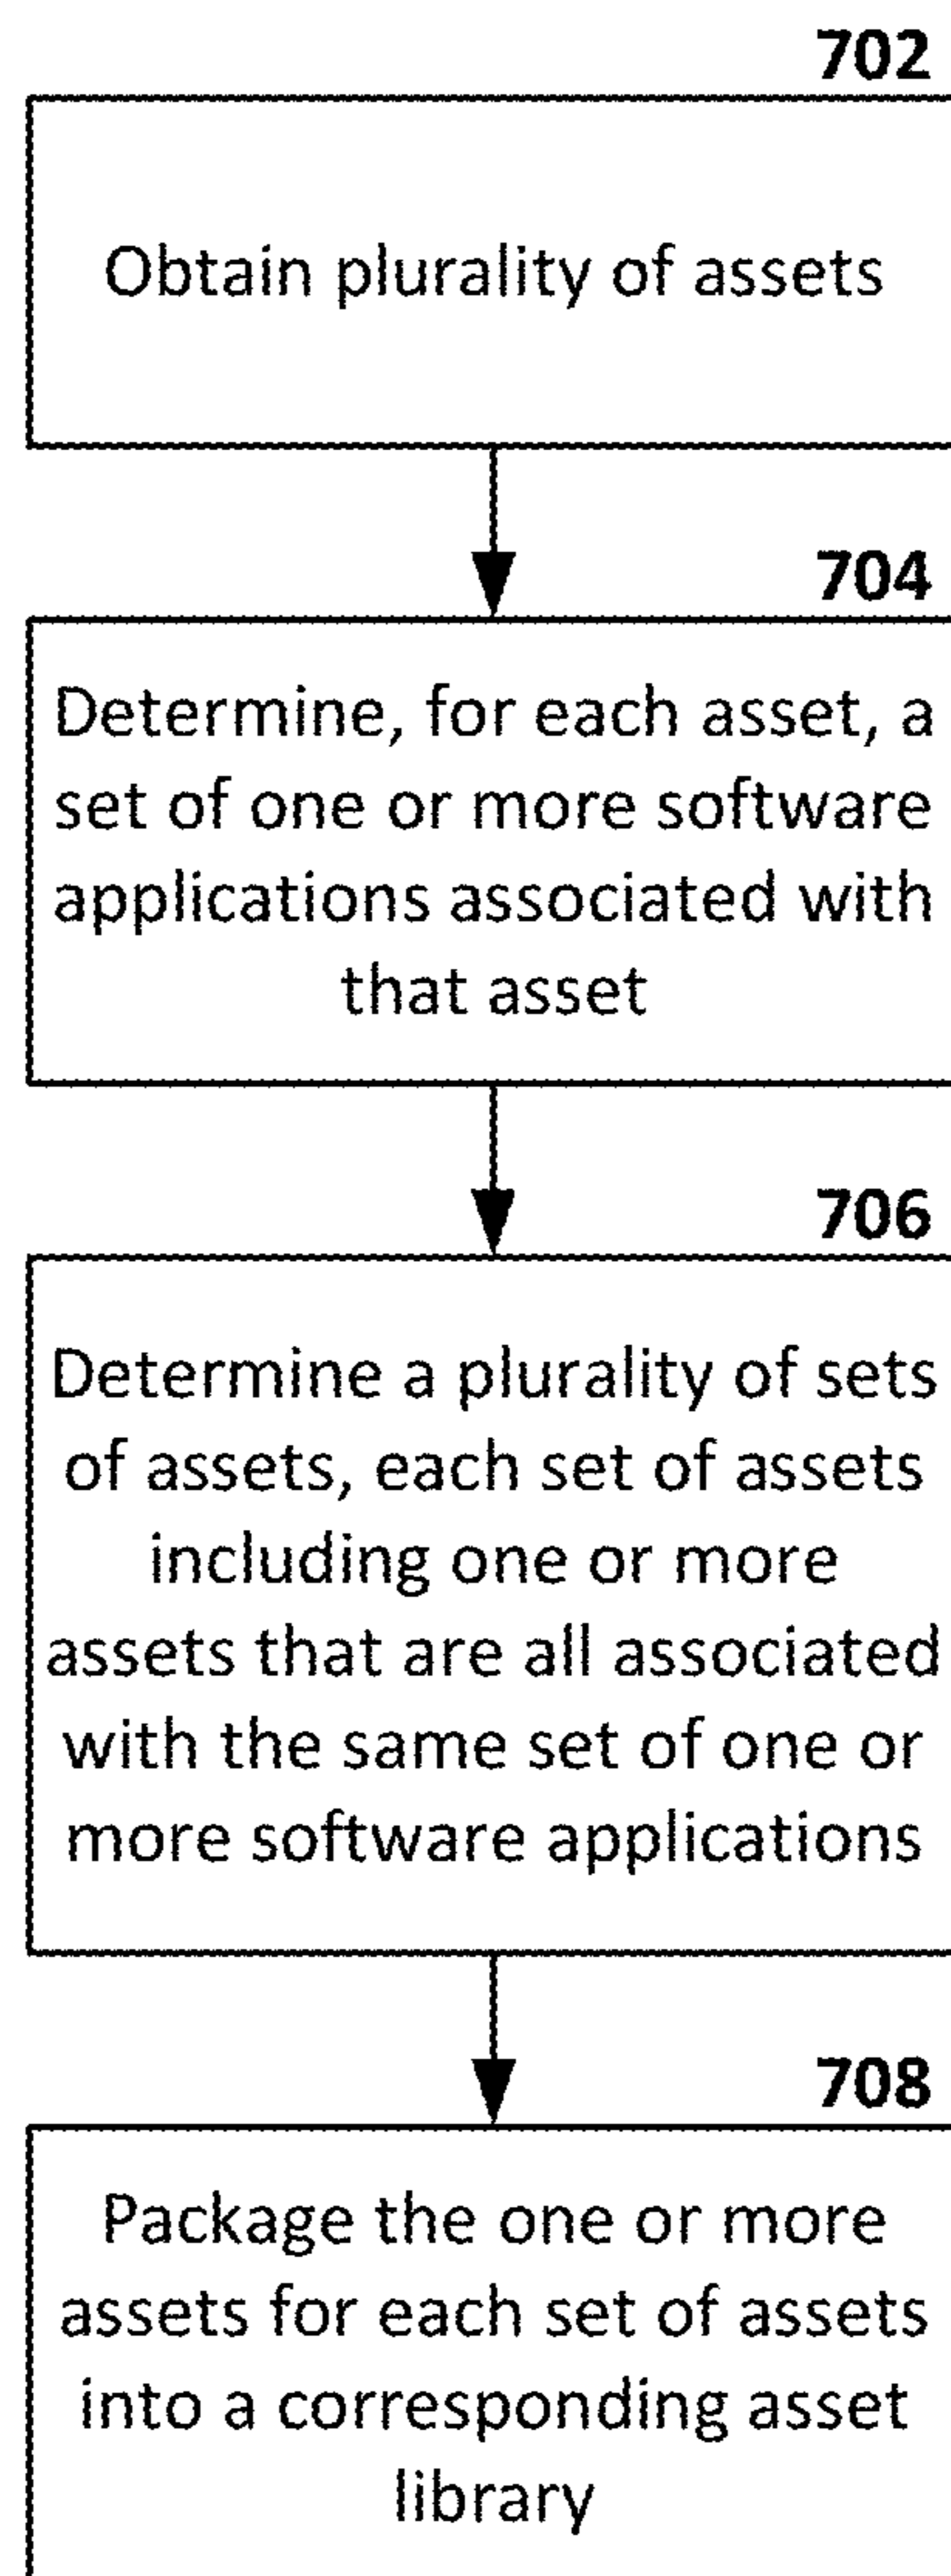 702
Obtain plurality of assets
704
Determine, for each asset, a
set of one or more software
applications associated with
that asset
706
Determine a plurality of sets
of assets, each set of assets
including one or more
assets that are all associated
with the same set of one or
more software applications
708
Package the one or more
assets for each set of assets
into a corresponding asset
library